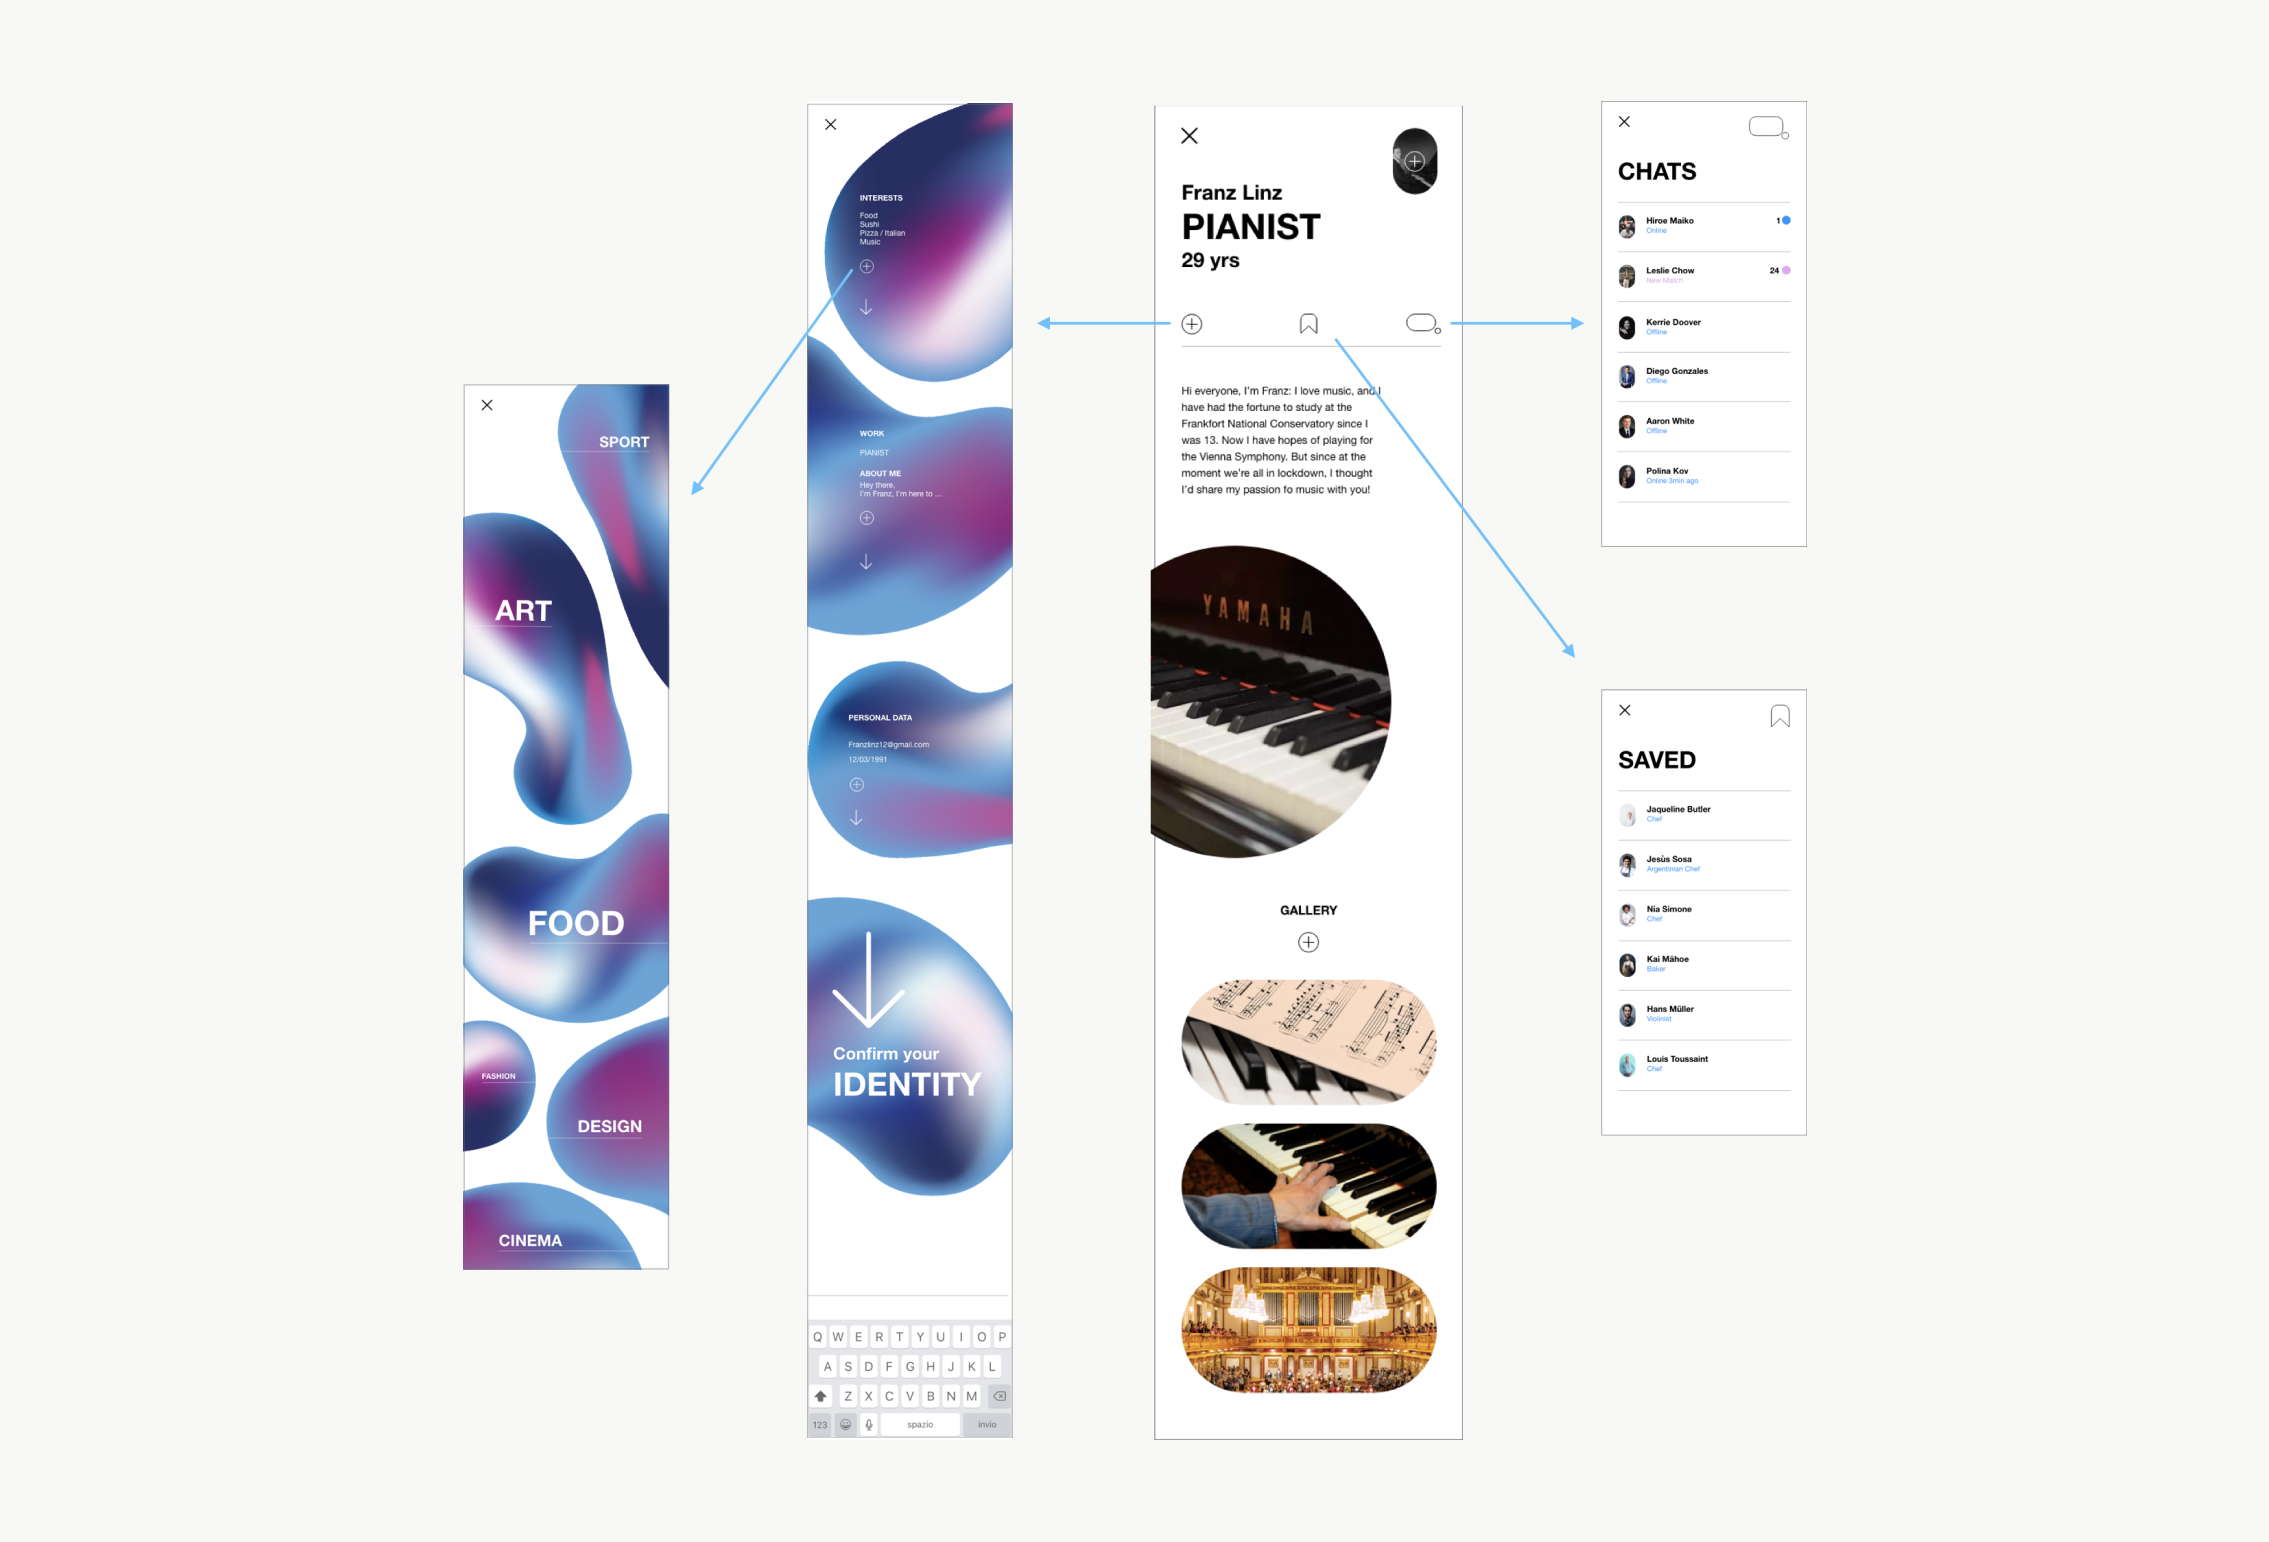 SPORT
ART
FOOD
FASHION
DESIGN
CINEMA
INTERESTS
Food
Sushi
Pizza / Italian
Music
WORK
PIANIST
ABOUT ME
Hey there,
I'm Franz, I'm here to ...
PERSONAL DATA
Franzlinz12@gmail.com
12/03/1991
Confirm your
IDENTITY
Q W E R T Y U I O P
A S D F G H J K L
Z X C V B N M
123 spazio invio
Franz Linz
PIANIST
29 yrs
Hi everyone, I'm Franz: I love music, and I
have had the fortune to study at the
Frankfort National Conservatory since I
was 13. Now I have hopes of playing for
the Vienna Symphony. But since at the
moment we're all in lockdown, I thought
I'd share my passion fo music with you!
YAMAHA
GALLERY
CHATS
Hiroe Maiko 1
Online
Leslie Chow 24
New Match
Kerrie Doover
Offline
Diego Gonzales
Offline
Aaron White
Offline
Polina Kov
Online 3min ago
SAVED
Jaqueline Butler
Chef
Jesùs Sosa
Argentinian Chef
Nia Simone
Chef
Kai Mãhoe
Baker
Hans Müller
Violinist
Louis Toussaint
Chef